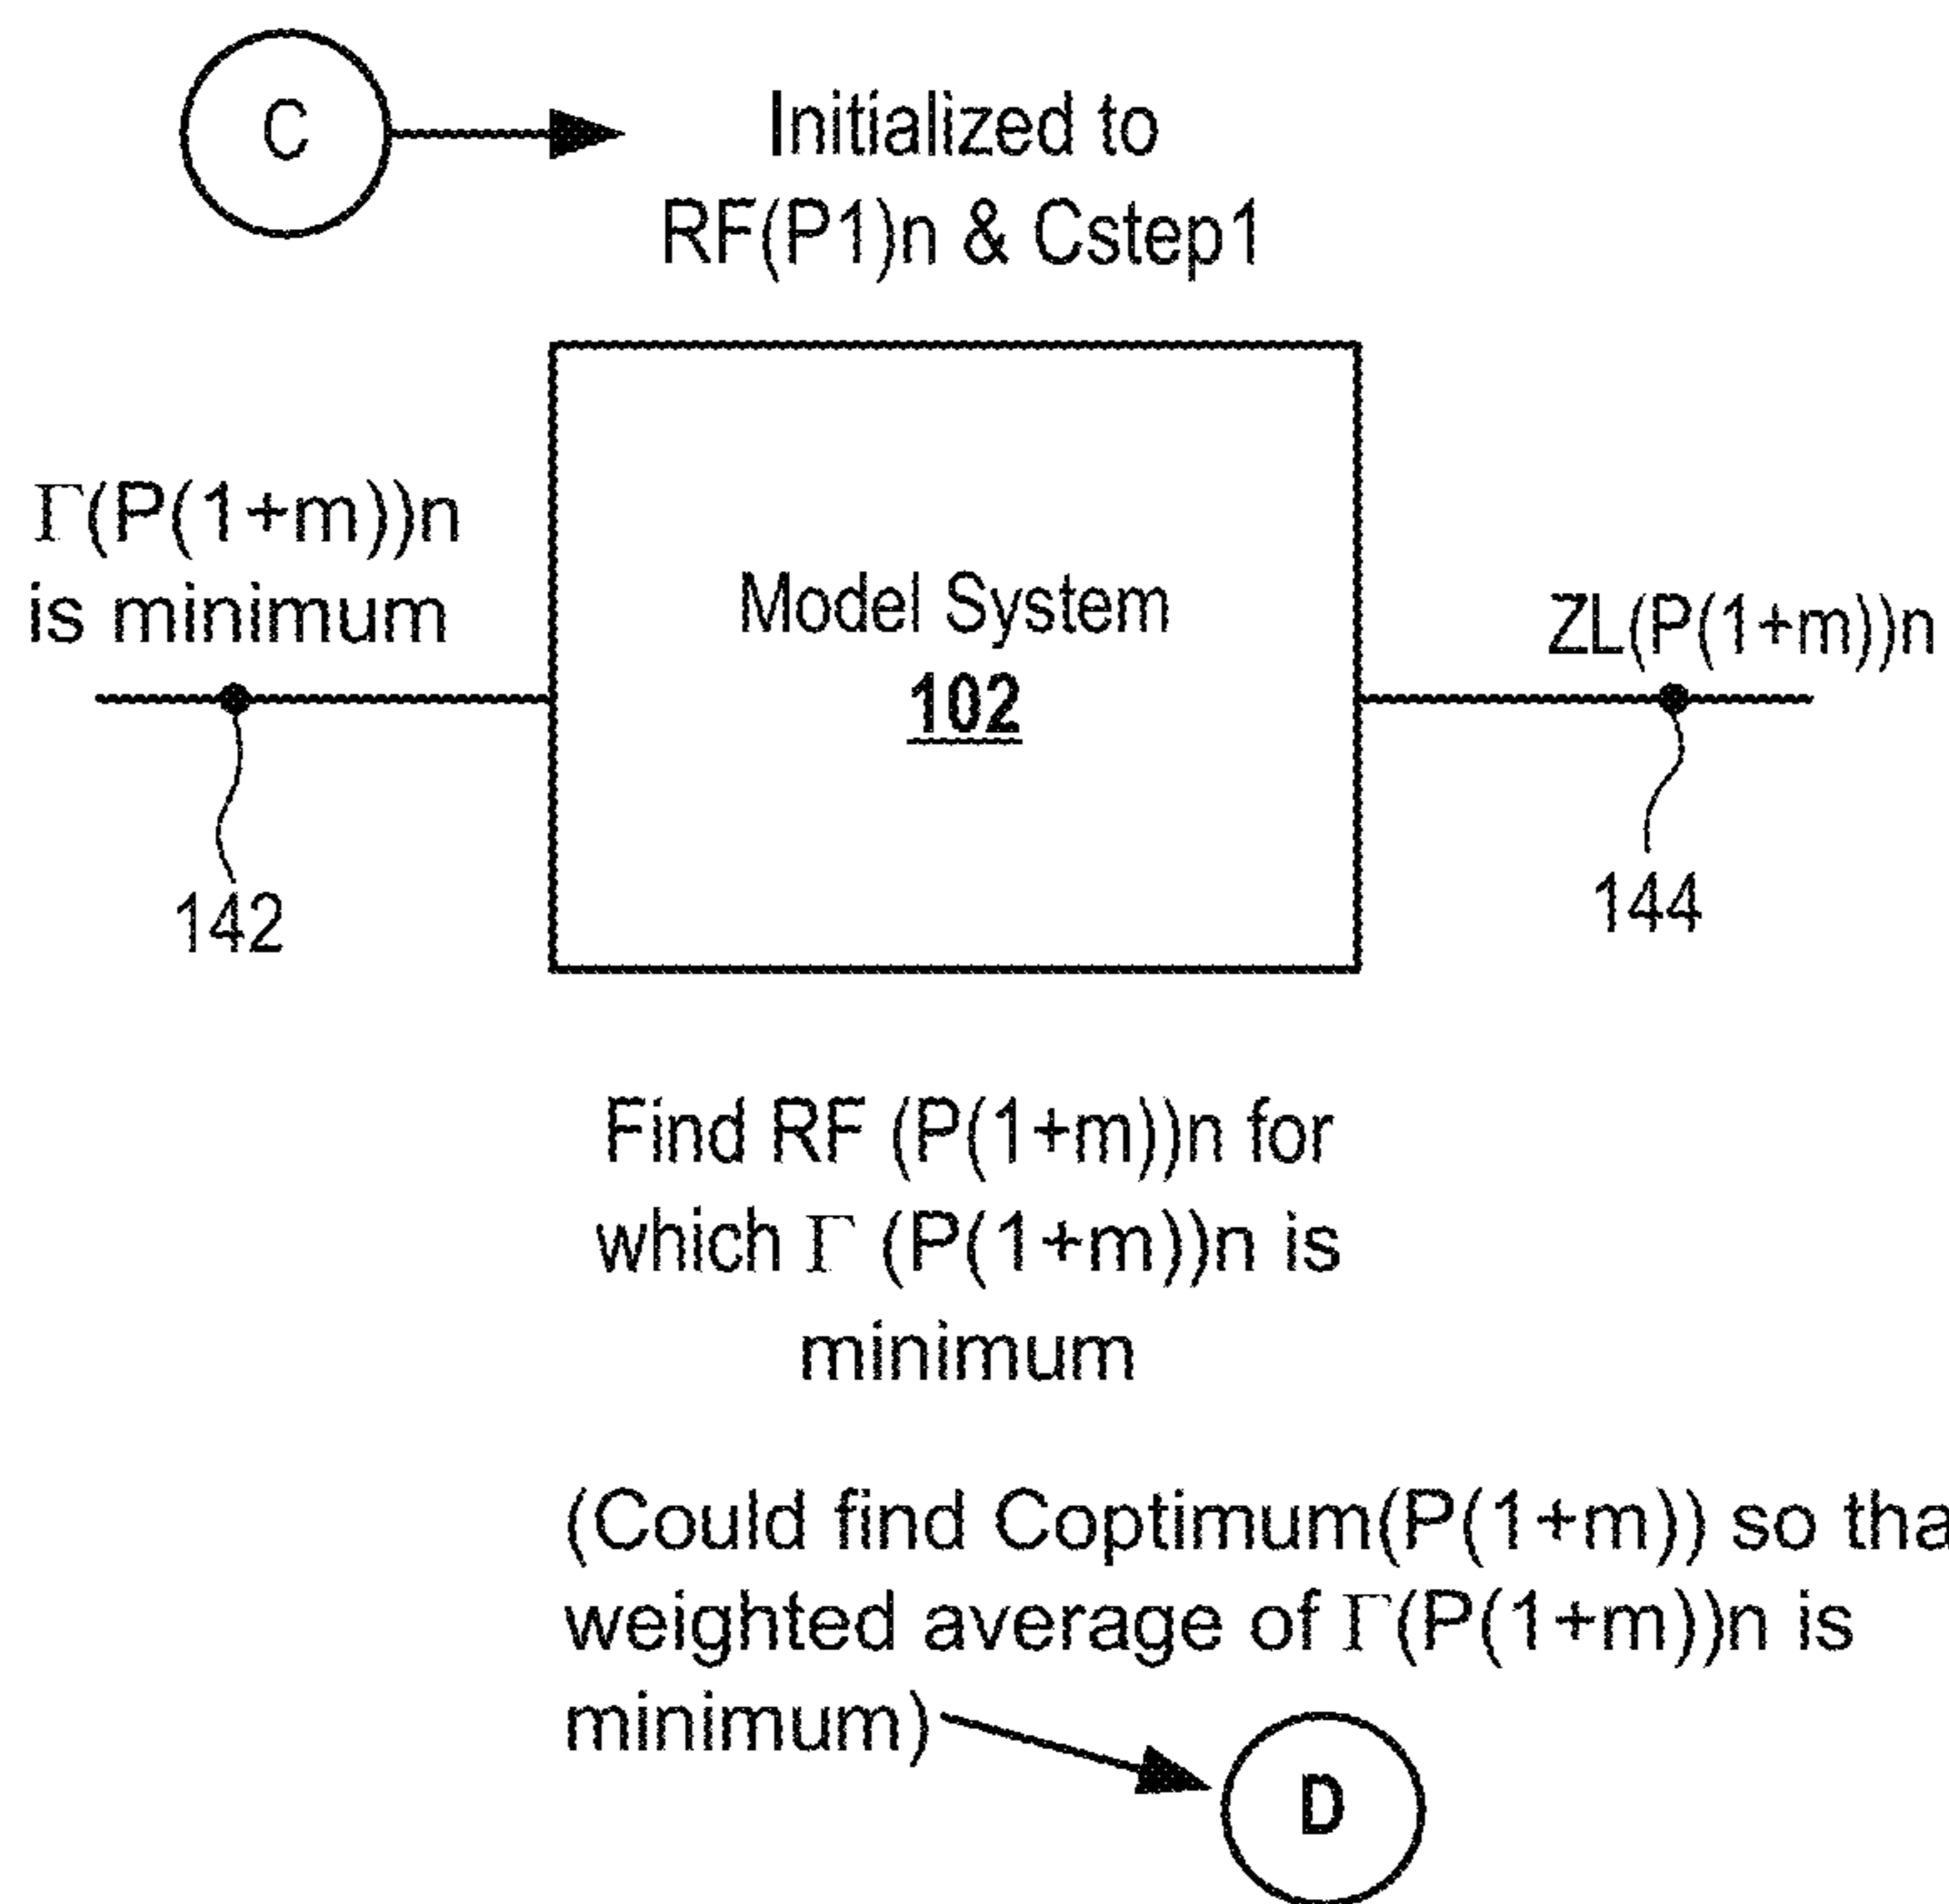 C
Initialized to
RF(P1)n & Cstep1
Γ(P(1+m))n
is minimum
Model System
102
ZL(P(1+m))n
142
144
Find RF (P(1+m))n for
which Γ (P(1+m))n is
minimum
(Could find Coptimum(P(1+m)) so tha
weighted average of Γ(P(1+m))n is
minimum)
D